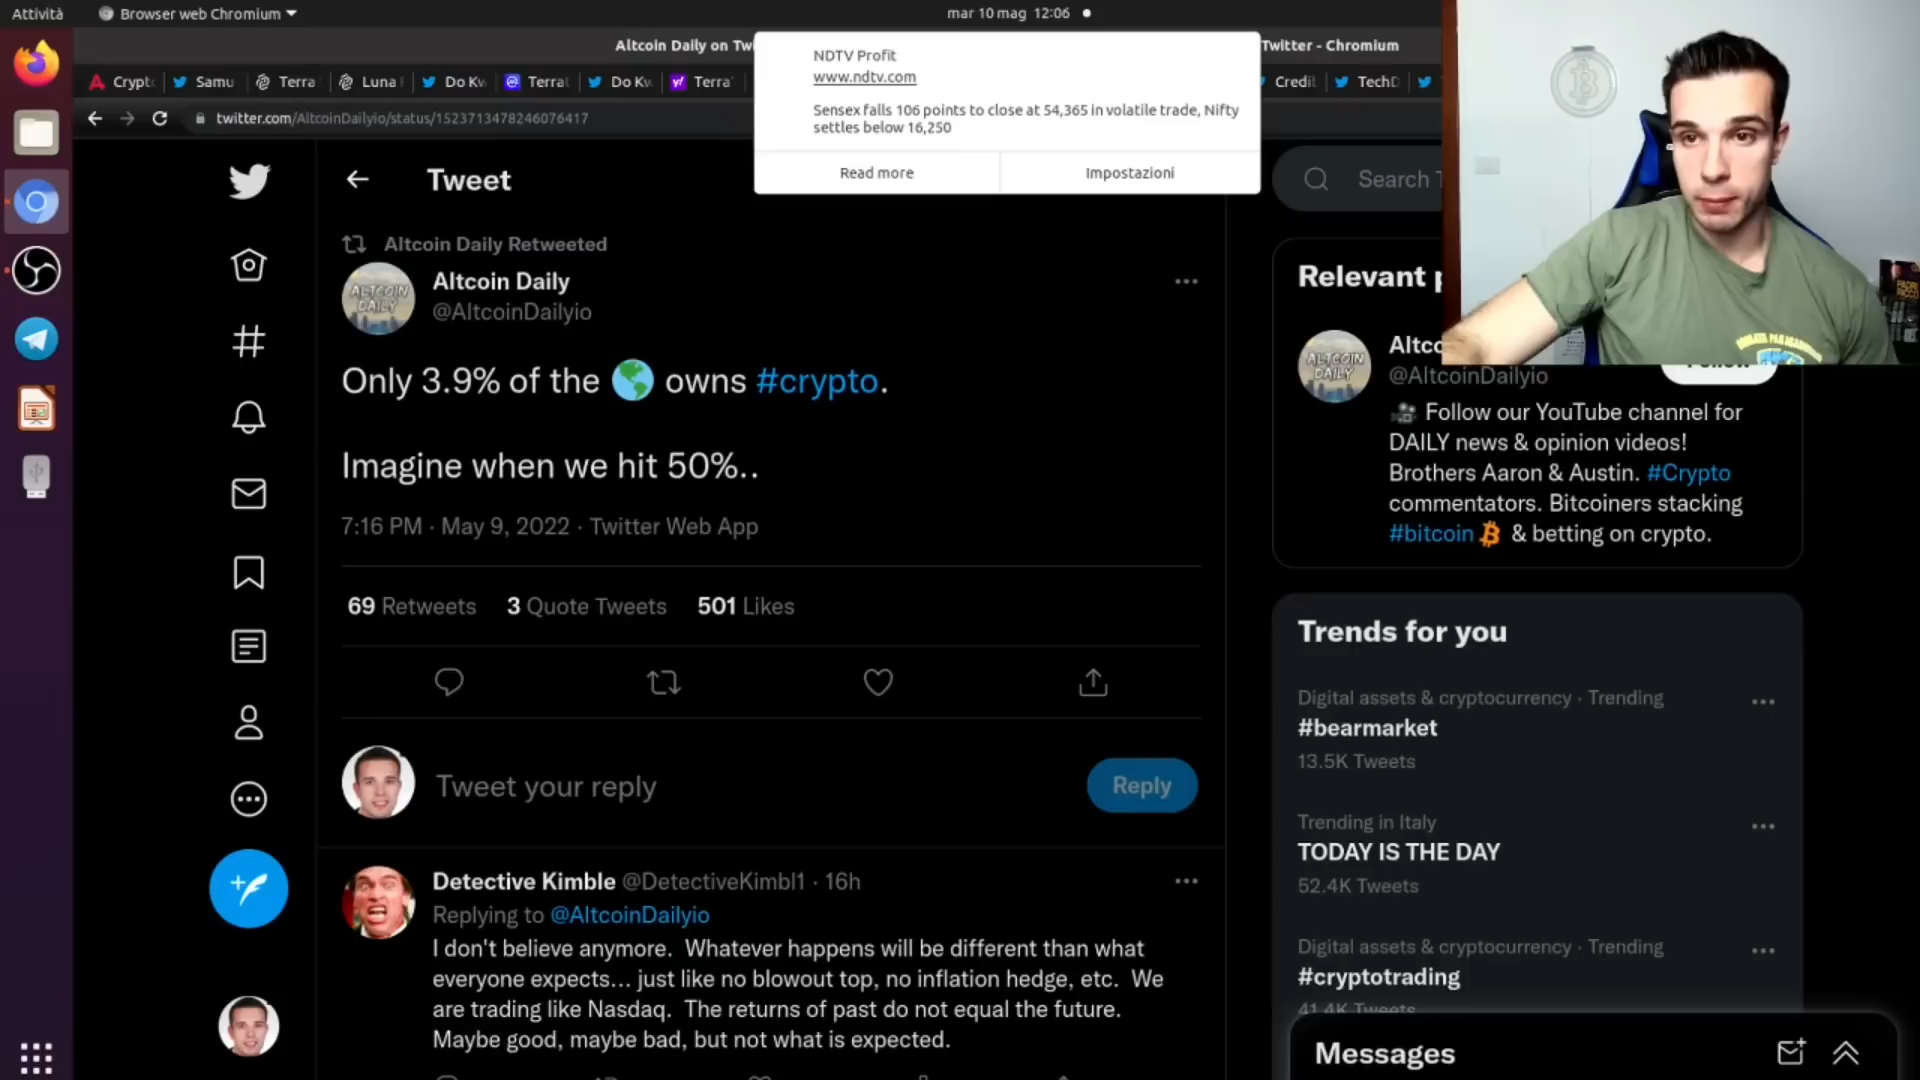 Attività
Browser web Chromium
mar 10 mag 12:06
Altcoin Daily on Tw
Twitter - Chromium
Crypt
Samu
Terra
Luna
Do Kw
Terra
Do Kw
Terra
Credit
TechD
twitter.com/AltcoinDailyio/status/1523713478246076417
NDTV Profit
www.ndtv.com
Sensex falls 106 points to close at 54,365 in volatile trade, Nifty
settles below 16,250
Read more
Impostazioni
Tweet
Search T
Altcoin Daily Retweeted
Altcoin Daily
@AltcoinDailyio
ALTCOIN
DAILY
Only 3.9% of the 🌎 owns #crypto.
Imagine when we hit 50%..
7:16 PM · May 9, 2022 · Twitter Web App
69 Retweets 3 Quote Tweets 501 Likes
Tweet your reply
Reply
Detective Kimble @DetectiveKimbl1 · 16h
Replying to @AltcoinDailyio
I don't believe anymore. Whatever happens will be different than what
everyone expects... just like no blowout top, no inflation hedge, etc. We
are trading like Nasdaq. The returns of past do not equal the future.
Maybe good, maybe bad, but not what is expected.
Relevant p
Altco
@AltcoinDailyio
ALTCOIN
DAILY
Follow
🎥 Follow our YouTube channel for
DAILY news & opinion videos!
Brothers Aaron & Austin. #Crypto
commentators. Bitcoiners stacking
#bitcoin & betting on crypto.
Trends for you
Digital assets & cryptocurrency · Trending
#bearmarket
13.5K Tweets
Trending in Italy
TODAY IS THE DAY
52.4K Tweets
Digital assets & cryptocurrency · Trending
#cryptotrading
41.4K Tweets
Messages